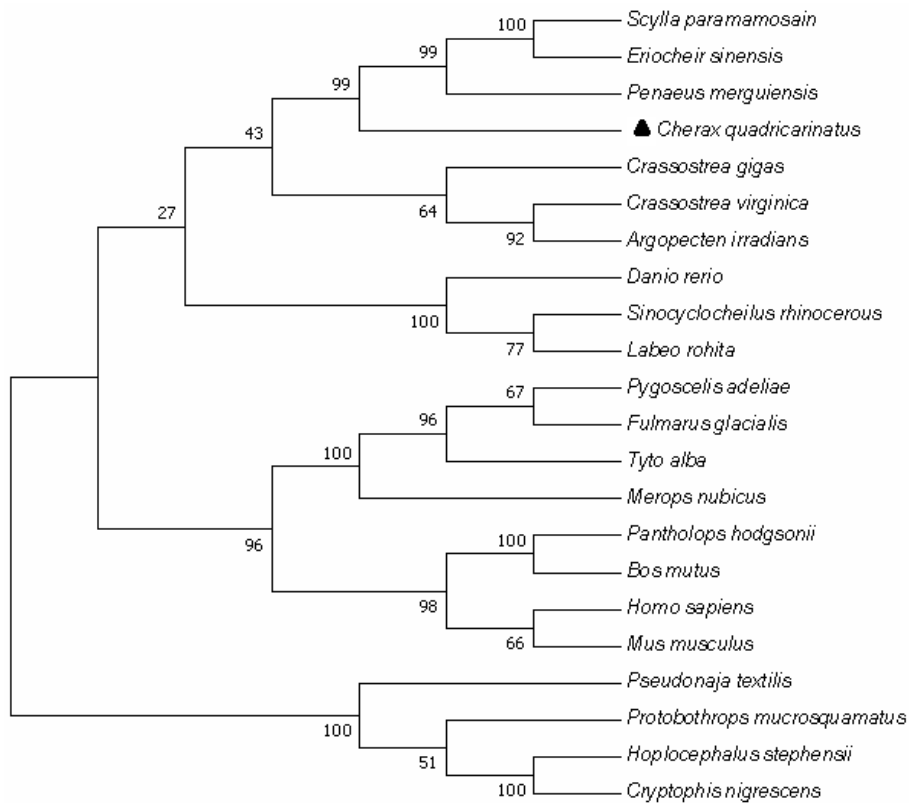 100
Scylla paramamosain
99
Eriocheir sinensis
99
Penaeus merguiensis
43
Cherax quadricarinatus
Crassostrea gigas
64
Crassostrea virginica
27
92
Argopecten irradians
Danio rerio
100
Sinocyclocheilus rhinocerous
77
Labeo rohita
67
Pygoscelis adeliae
96
Fulmarus glacialis
100
Tyto alba
Merops nubicus
96
100
Pantholops hodgsonii
Bos mutus
98
Homo sapiens
66
Mus musculus
Pseudonaja textilis
100
Protobothrops mucrosquamatus
51
Hoplocephalus stephensii
100
Cryptophis nigrescens